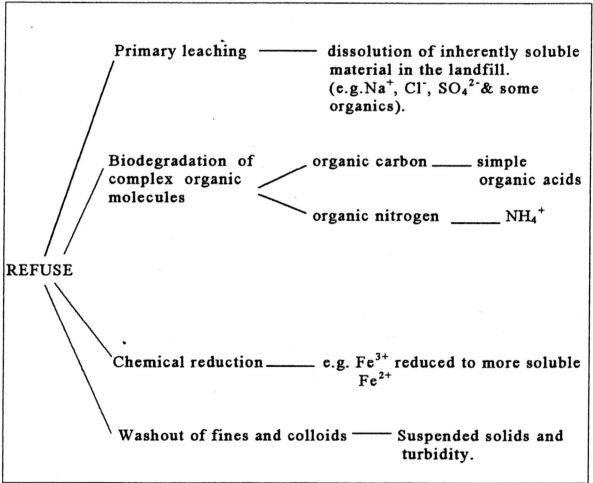 Primary leaching dissolution of inherently soluble
material in the landfill.
(e.g.Na⁺, Cl⁻, SO₄²⁻& some
organics).
Biodegradation of organic carbon simple
complex organic organic acids
molecules
organic nitrogen NH₄⁺
REFUSE
Chemical reduction e.g. Fe³⁺ reduced to more soluble
Fe²⁺
Washout of fines and colloids Suspended solids and
turbidity.